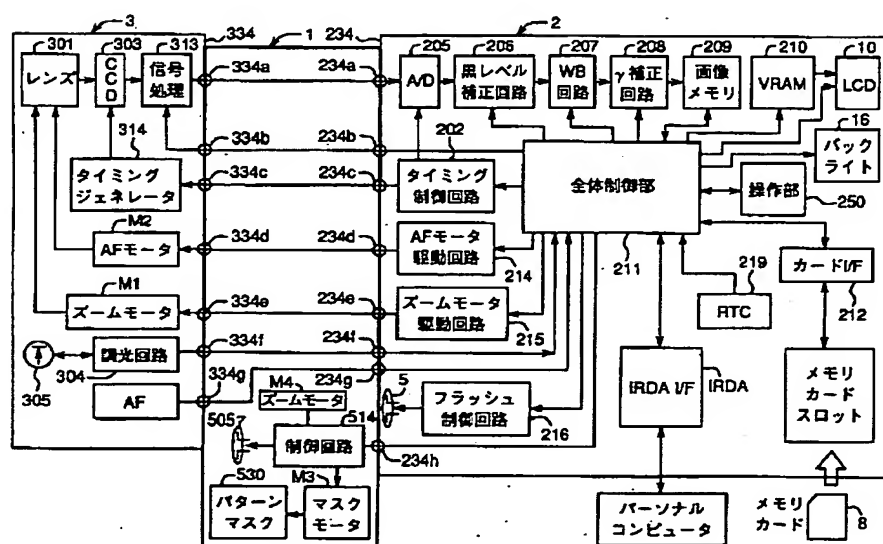 3
334
1
234
2
301
303
313
205
206
207
208
209
210
10
レンズ
CCD
信号処理
334a
234a
A/D
黒レベル補正回路
WB回路
γ補正回路
画像メモリ
VRAM
LCD
314
334b
234b
202
16
バックライト
タイミングジェネレータ
334c
234c
タイミング制御回路
全体制御部
操作部
250
M2
AFモータ
334d
234d
AFモータ駆動回路
214
211
219
カードI/F
212
M1
ズームモータ
334e
234e
ズームモータ駆動回路
215
RTC
調光回路
334f
234f
305
304
334g
234g
AF
M4
ズームモータ
5
フラッシュ制御回路
216
IRDA I/F
IRDA
メモリカードスロット
5057
514
制御回路
234h
530
M3
パターンマスク
マスクモータ
パーソナルコンピュータ
メモリカード
8